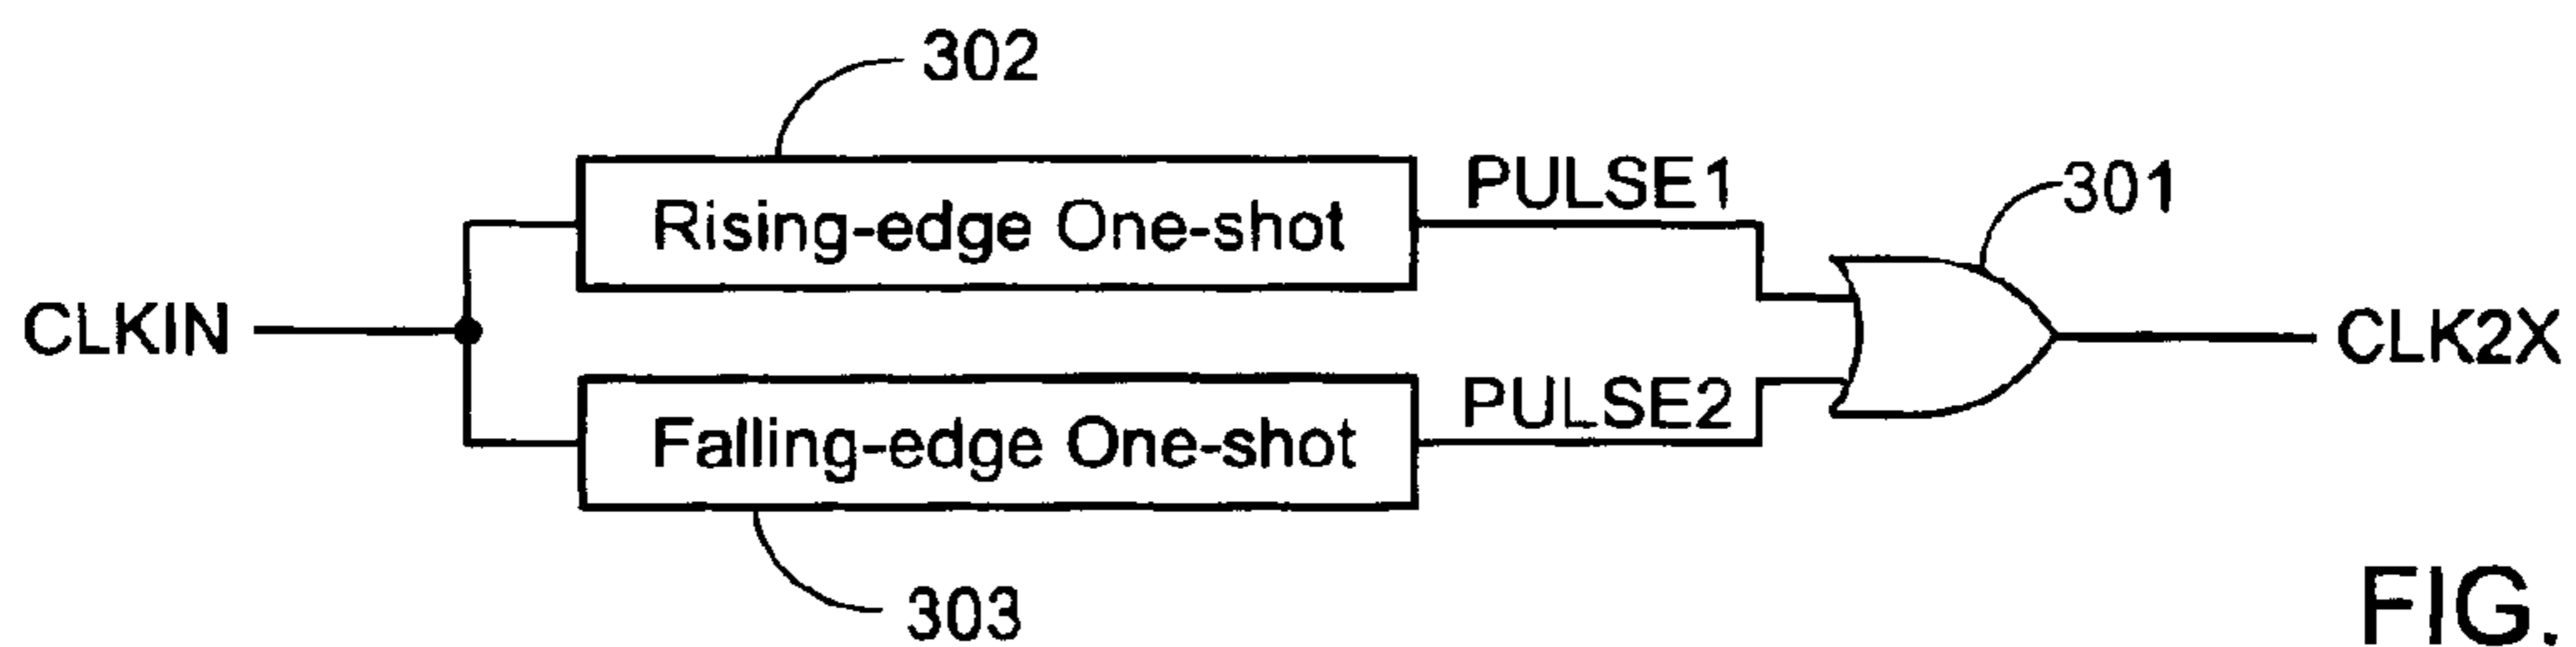 302
Rising-edge One-shot
PULSE1
301
CLKIN
CLK2X
Falling-edge One-shot
PULSE2
303
FIG.